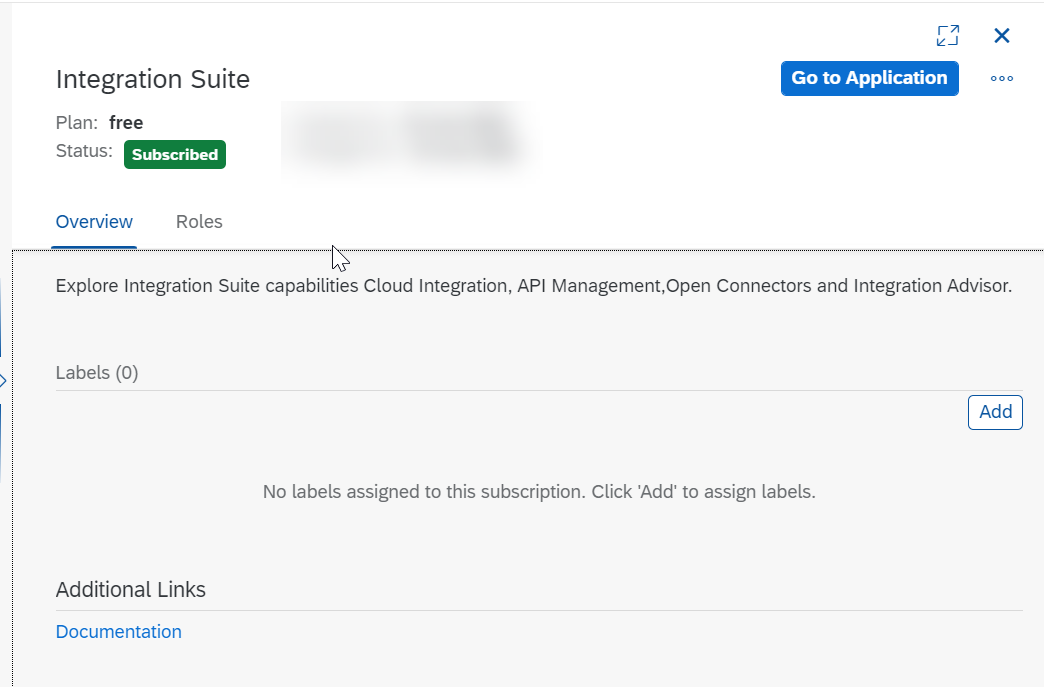 Integration Suite
Go to Application
Plan: free
Status: Subscribed
Overview Roles
Explore Integration Suite capabilities Cloud Integration, API Management,Open Connectors and Integration Advisor.
Labels (0)
Add
No labels assigned to this subscription. Click 'Add' to assign labels.
Additional Links
Documentation